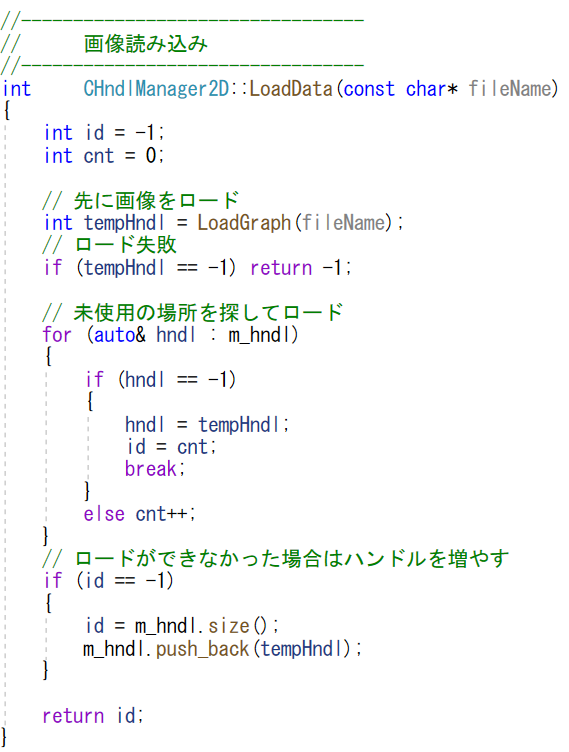 //---------------------------------
//      画像読み込み
//---------------------------------
int     CHndlManager2D::LoadData(const char* fileName)
{
    int id = -1;
    int cnt = 0;

    // 先に画像をロード
    int tempHndl = LoadGraph(fileName);
    // ロード失敗
    if (tempHndl == -1) return -1;

    // 未使用の場所を探してロード
    for (auto& hndl : m_hndl)
    {
        if (hndl == -1)
        {
            hndl = tempHndl;
            id = cnt;
            break;
        }
        else cnt++;
    }
    // ロードができなかった場合はハンドルを増やす
    if (id == -1)
    {
        id = m_hndl.size();
        m_hndl.push_back(tempHndl);
    }

    return id;
}